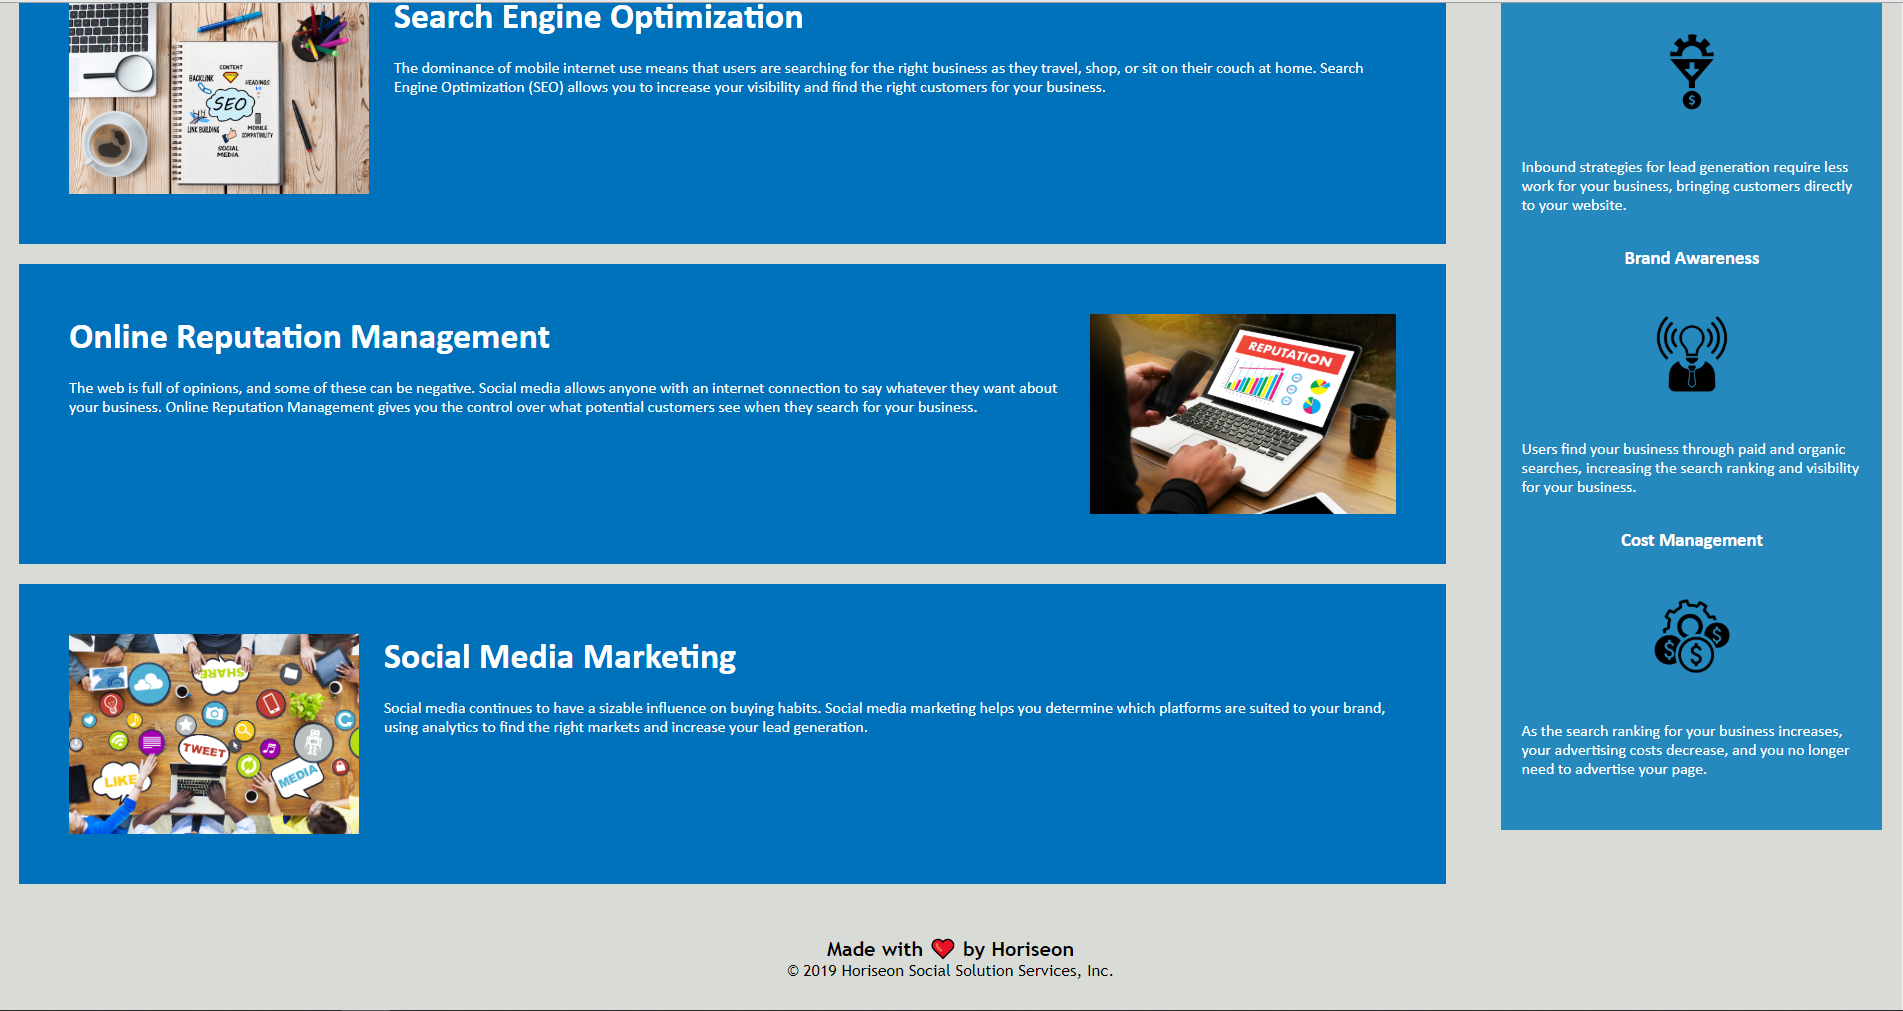 Search Engine Optimization
The dominance of mobile internet use means that users are searching for the right business as they travel, shop, or sit on their couch at home. Search
Engine Optimization (SEO) allows you to increase your visibility and find the right customers for your business.
CONTENT
BACKLINK
HEADINGS
SEO
LINK BUILDING
MOBILE
COMPATIBILITY
SOCIAL
MEDIA
Online Reputation Management
The web is full of opinions, and some of these can be negative. Social media allows anyone with an internet connection to say whatever they want about
your business. Online Reputation Management gives you the control over what potential customers see when they search for your business.
REPUTATION
Social Media Marketing
Social media continues to have a sizable influence on buying habits. Social media marketing helps you determine which platforms are suited to your brand,
using analytics to find the right markets and increase your lead generation.
SHARE
TWEET
LIKE
MEDIA
$
Inbound strategies for lead generation require less
work for your business, bringing customers directly
to your website.
Brand Awareness
Users find your business through paid and organic
searches, increasing the search ranking and visibility
for your business.
Cost Management
$ $ $
As the search ranking for your business increases,
your advertising costs decrease, and you no longer
need to advertise your page.
Made with ❤️ by Horiseon
© 2019 Horiseon Social Solution Services, Inc.